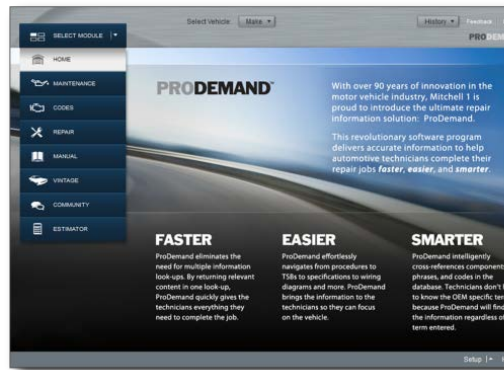 Select Vehicle: Make
History
Feedback
SELECT MODULE
PRODEM
HOME
MAINTENANCE
CODES
REPAIR
MANUAL
VINTAGE
COMMUNITY
ESTIMATOR
PRODEMAND™
With over 90 years of innovation in the
motor vehicle industry, Mitchell 1 is
proud to introduce the ultimate repair
information solution: ProDemand.
This revolutionary software program
delivers accurate information to help
automotive technicians complete their
repair jobs faster, easier, and smarter.
FASTER
ProDemand eliminates the
need for multiple information
look-ups. By returning relevant
content in one look-up,
ProDemand quickly gives the
technicians everything they
need to complete the job.
EASIER
ProDemand effortlessly
navigates from procedures to
TSBs to specifications to wiring
diagrams and more. ProDemand
brings the information to the
technicians so they can focus
on the vehicle.
SMARTER
ProDemand intelligently
cross-references components
phrases, and codes in the
database. Technicians don't
to know the OEM specific
because ProDemand will find
the information regardless of
term entered.
Setup